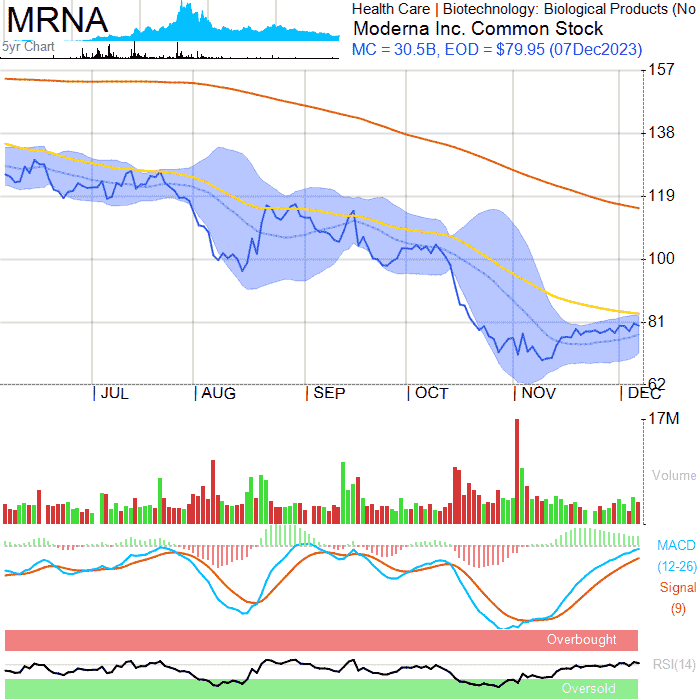 MRNA
5yr Chart
Health Care | Biotechnology: Biological Products (No
Moderna Inc. Common Stock
MC = 30.5B, EOD = $79.95 (07Dec2023)
157
138
119
100
81
62
JUL
AUG
SEP
OCT
NOV
DEC
17M
Volume
MACD
(12-26)
Signal
(9)
Overbought
RSI(14)
Oversold